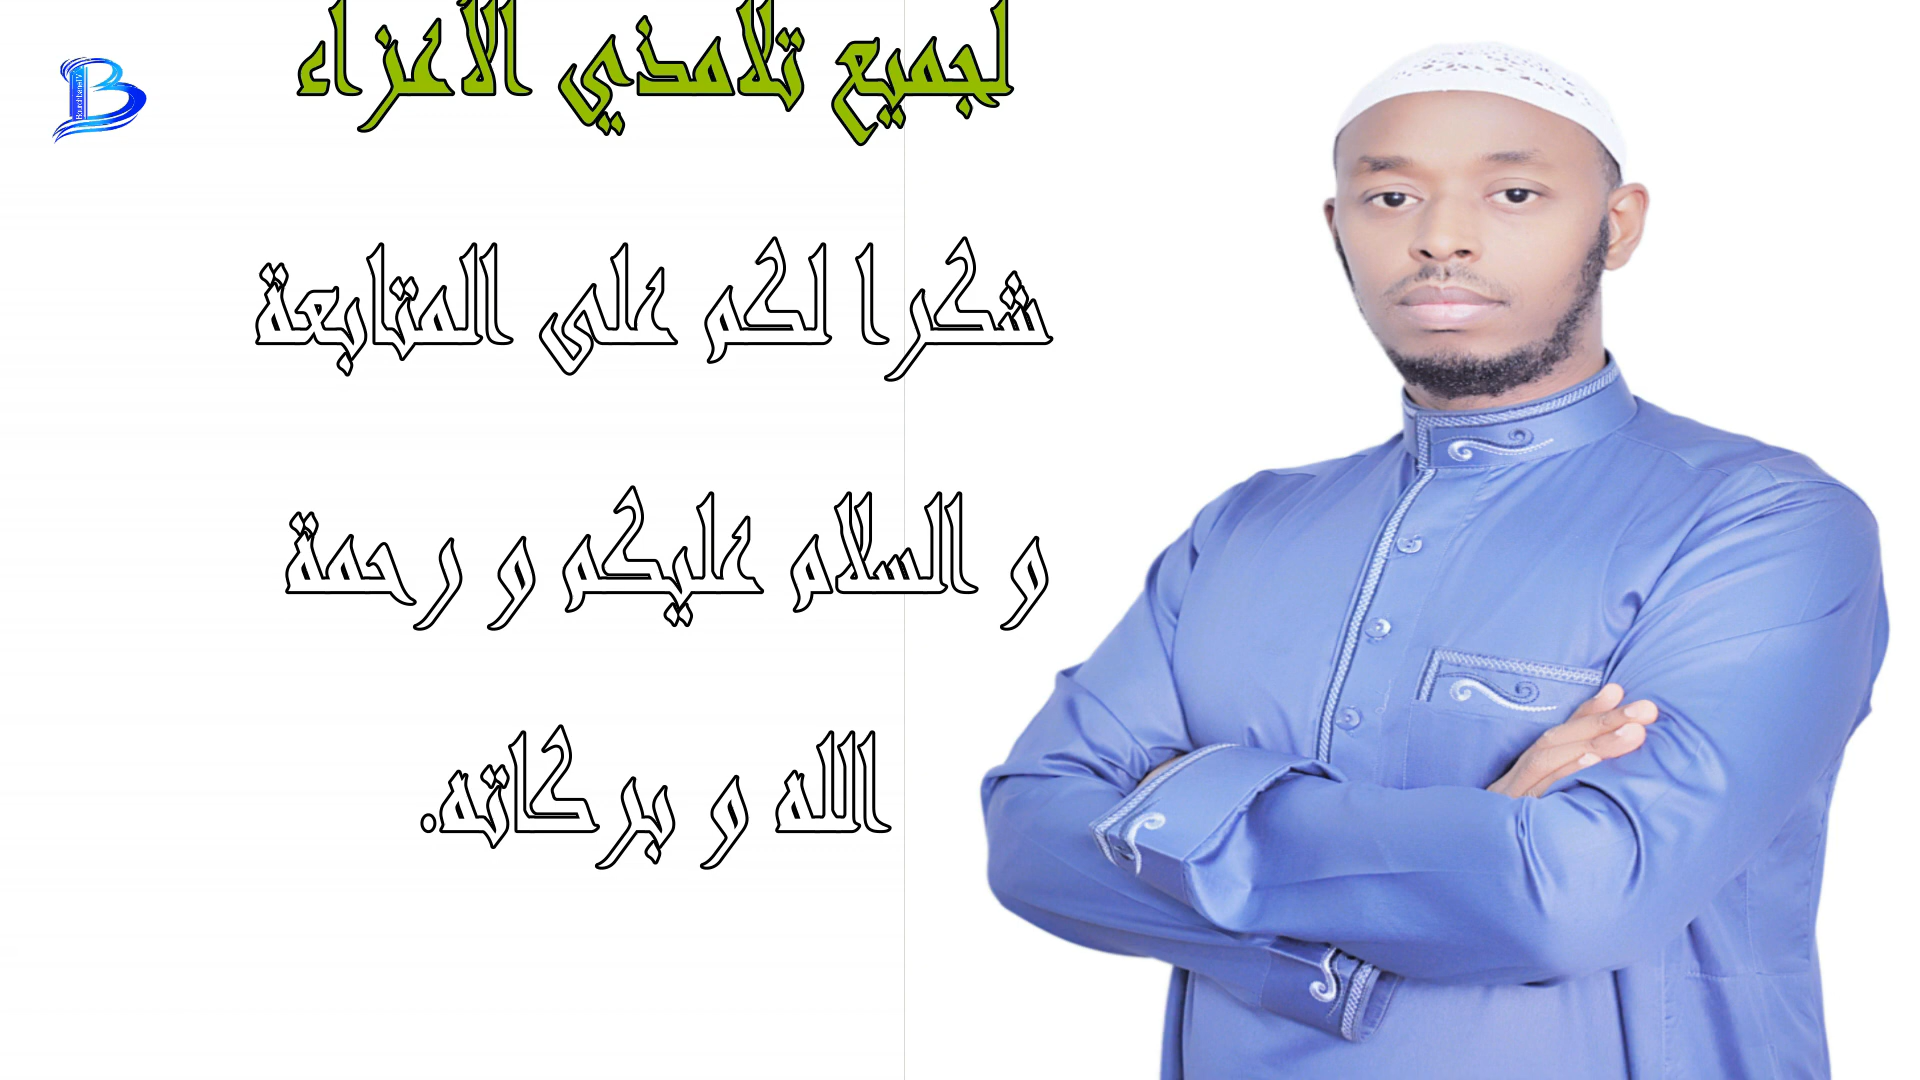 لجميع تلامذي الأعزاء
شكرا لكم على المتابعة
و السلام عليكم و رحمة
الله و بركاته.